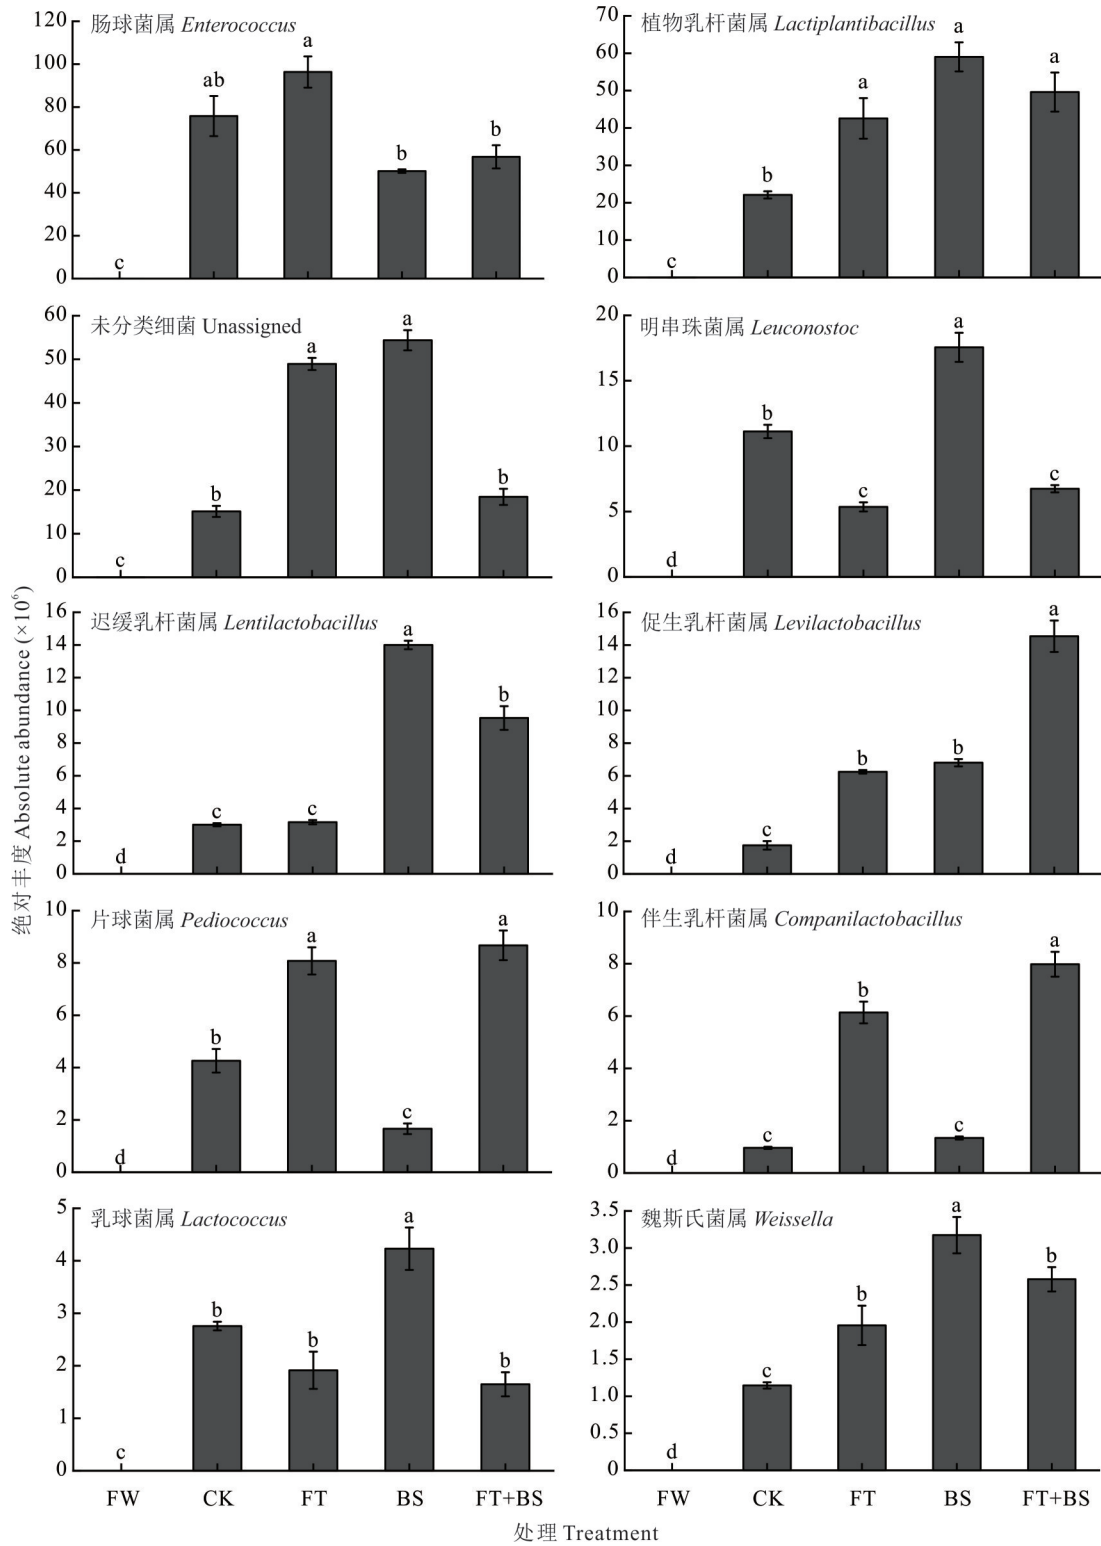 绝对丰度 Absolute abundance (×10⁶)
肠球菌属 Enterococcus
120
100
80
60
40
20
0
c
ab
a
b
b
植物乳杆菌属 Lactiplantibacillus
70
60
50
40
30
20
10
0
c
b
a
a
a
未分类细菌 Unassigned
60
50
40
30
20
10
0
c
b
a
a
b
明串珠菌属 Leuconostoc
20
15
10
5
0
d
b
c
a
c
迟缓乳杆菌属 Lentilactobacillus
16
14
12
10
8
6
4
2
0
d
c
c
a
b
促生乳杆菌属 Levilactobacillus
16
14
12
10
8
6
4
2
0
d
c
b
b
a
片球菌属 Pediococcus
10
8
6
4
2
0
d
b
a
c
a
伴生乳杆菌属 Companilactobacillus
10
8
6
4
2
0
d
c
b
c
a
乳球菌属 Lactococcus
5
4
3
2
1
0
c
b
b
a
b
FW CK FT BS FT+BS
魏斯氏菌属 Weissella
3.5
3.0
2.5
2.0
1.5
1.0
0.5
0
d
c
b
a
b
FW CK FT BS FT+BS
处理 Treatment